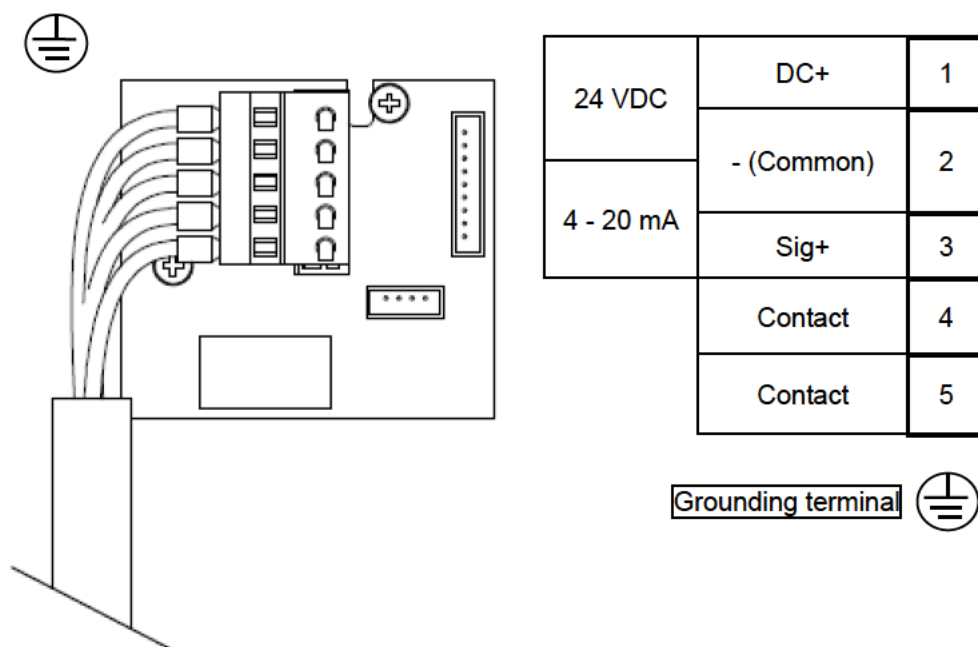 24 VDC
DC+
1
- (Common)
2
4 - 20 mA
Sig+
3
Contact
4
Contact
5
Grounding terminal